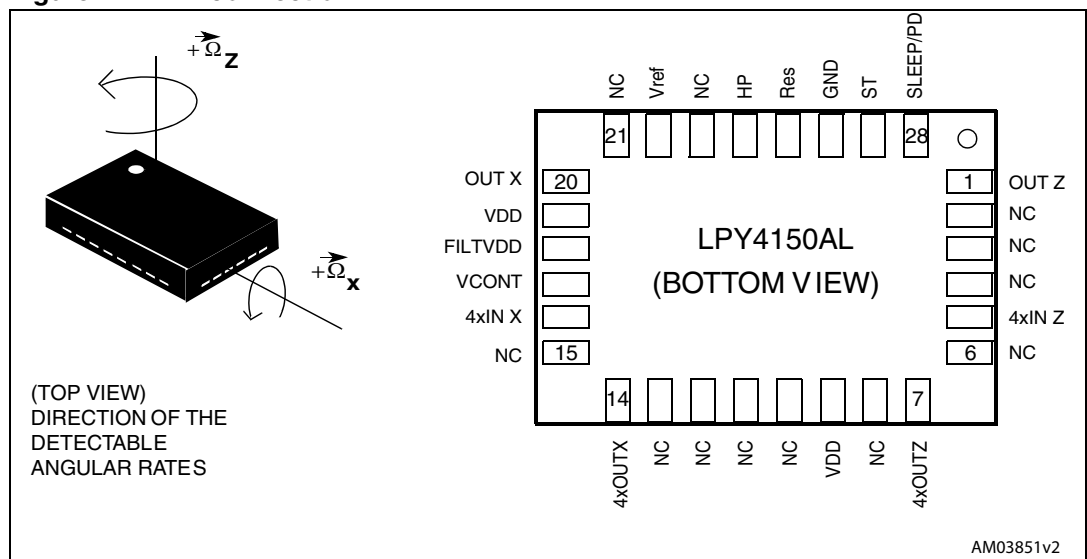 +Ω Z
+Ω x
(TOP VIEW)
DIRECTION OF THE
DETECTABLE
ANGULAR RATES
NC
Vref
NC
HP
Res
GND
ST
SLEEP/PD
21
28
OUT X 20
VDD
FILTVDD
VCONT
4xIN X
NC 15
LPY4150AL
(BOTTOM VIEW)
1 OUT Z
NC
NC
NC
4xIN Z
6 NC
14
7
4xOUTX
NC
NC
NC
NC
VDD
NC
4xOUTZ
AM03851v2